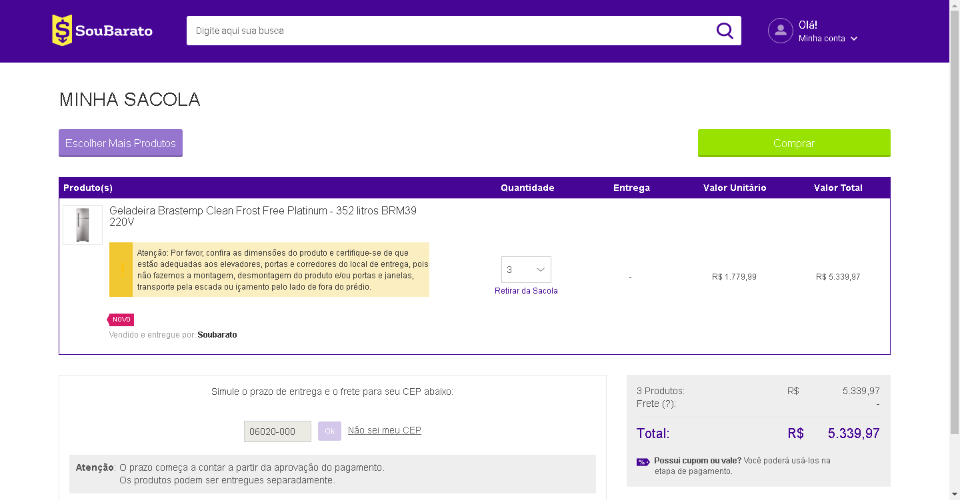 SouBarato
Digite aqui sua busca
Olá!
Minha conta
MINHA SACOLA
Escolher Mais Produtos
Comprar
Produto(s) Quantidade Entrega Valor Unitário Valor Total
Geladeira Brastemp Clean Frost Free Platinum - 352 litros BRM39
220V
Atenção: Por favor, confira as dimensões do produto e certifique-se de que
estão adequadas aos elevadores, portas e corredores do local de entrega, pois
não fazemos a montagem, desmontagem do produto e/ou portas e janelas,
transporte pela escada ou içamento pelo lado de fora do prédio.
3
Retirar da Sacola
-
R$ 1.779,99
R$ 5.339,97
NOVO
Vendido e entregue por: Soubarato
Simule o prazo de entrega e o frete para seu CEP abaixo:
06020-000 Ok Não sei meu CEP
Atenção: O prazo começa a contar a partir da aprovação do pagamento.
Os produtos podem ser entregues separadamente.
3 Produtos: R$ 5.339,97
Frete (?): -
Total: R$ 5.339,97
% Possui cupom ou vale? Você poderá usá-los na
etapa de pagamento.